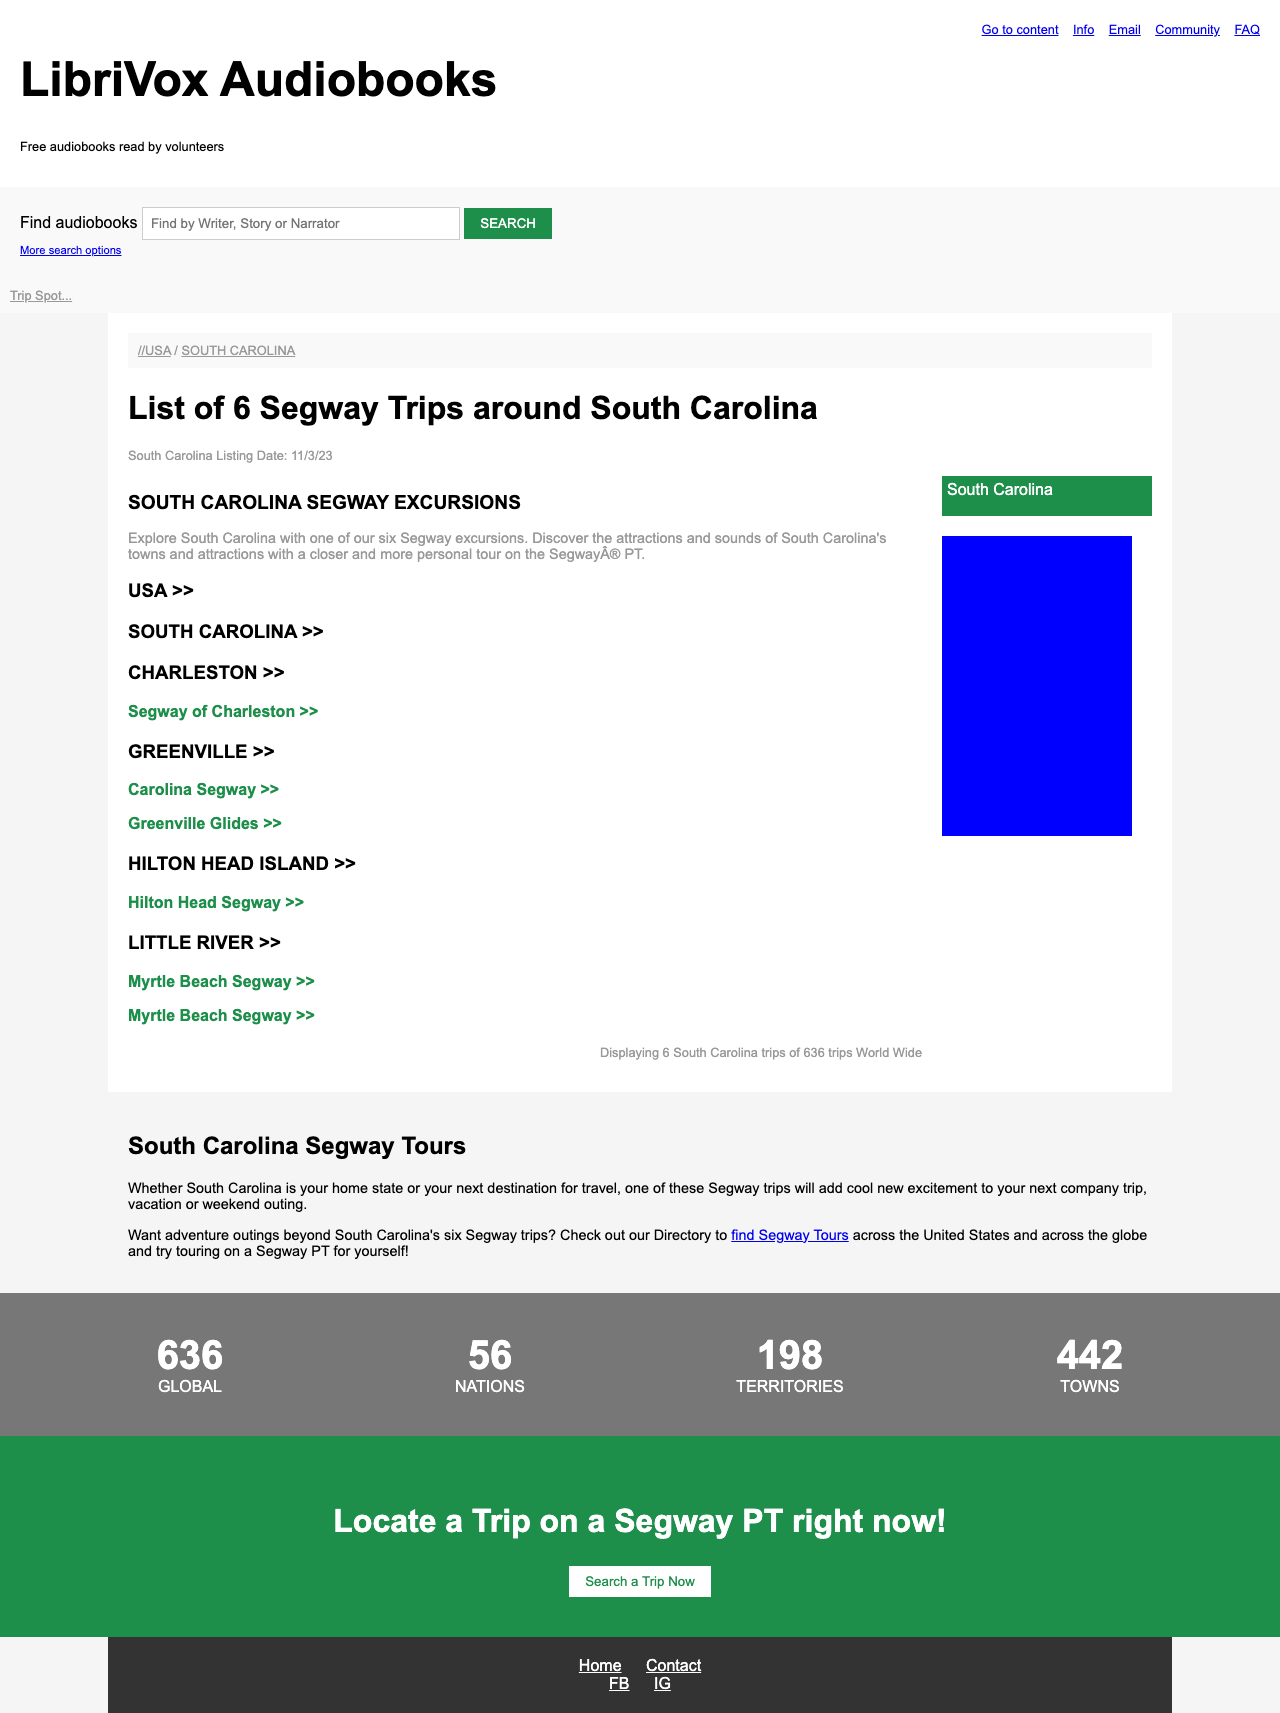 Go to content Info Email Community FAQ
LibriVox Audiobooks
Free audiobooks read by volunteers
Find audiobooks Find by Writer, Story or Narrator SEARCH
More search options
Trip Spot...
//USA / SOUTH CAROLINA
List of 6 Segway Trips around South Carolina
South Carolina Listing Date: 11/3/23
South Carolina
SOUTH CAROLINA SEGWAY EXCURSIONS
Explore South Carolina with one of our six Segway excursions. Discover the attractions and sounds of South Carolina's
towns and attractions with a closer and more personal tour on the SegwayÂ® PT.
USA >>
SOUTH CAROLINA >>
CHARLESTON >>
Segway of Charleston >>
GREENVILLE >>
Carolina Segway >>
Greenville Glides >>
HILTON HEAD ISLAND >>
Hilton Head Segway >>
LITTLE RIVER >>
Myrtle Beach Segway >>
Myrtle Beach Segway >>
Displaying 6 South Carolina trips of 636 trips World Wide
South Carolina Segway Tours
Whether South Carolina is your home state or your next destination for travel, one of these Segway trips will add cool new excitement to your next company trip,
vacation or weekend outing.
Want adventure outings beyond South Carolina's six Segway trips? Check out our Directory to find Segway Tours across the United States and across the globe
and try touring on a Segway PT for yourself!
636 56 198 442
GLOBAL NATIONS TERRITORIES TOWNS
Locate a Trip on a Segway PT right now!
Search a Trip Now
Home Contact
FB IG